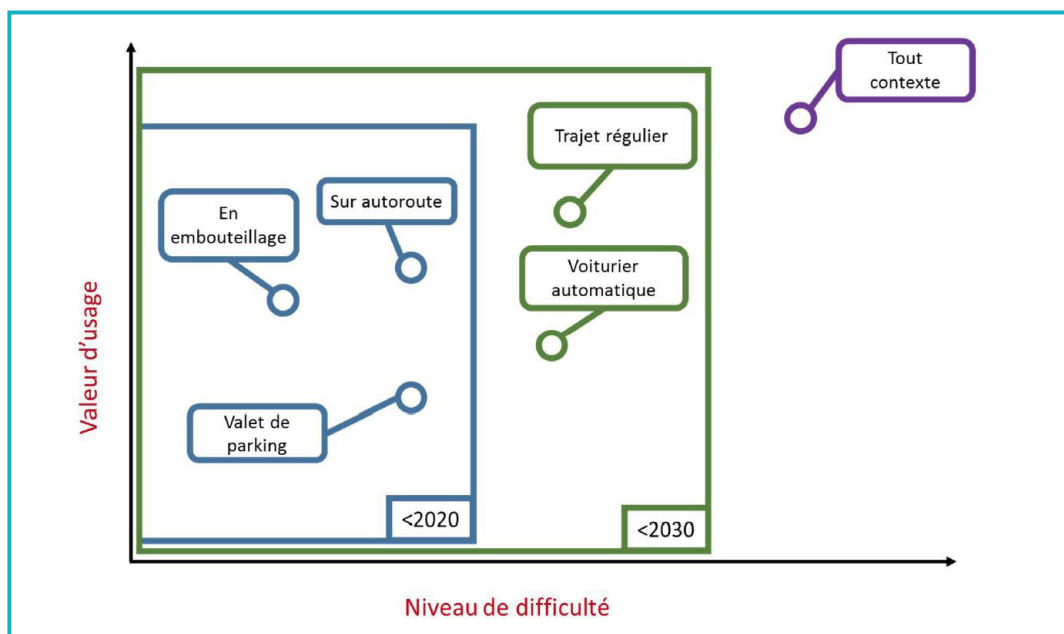 Tout
contexte
Trajet régulier
Sur autoroute
En
embouteillage
Voiturier
automatique
Valet de
parking
<2020
<2030
Valeur d'usage
Niveau de difficulté